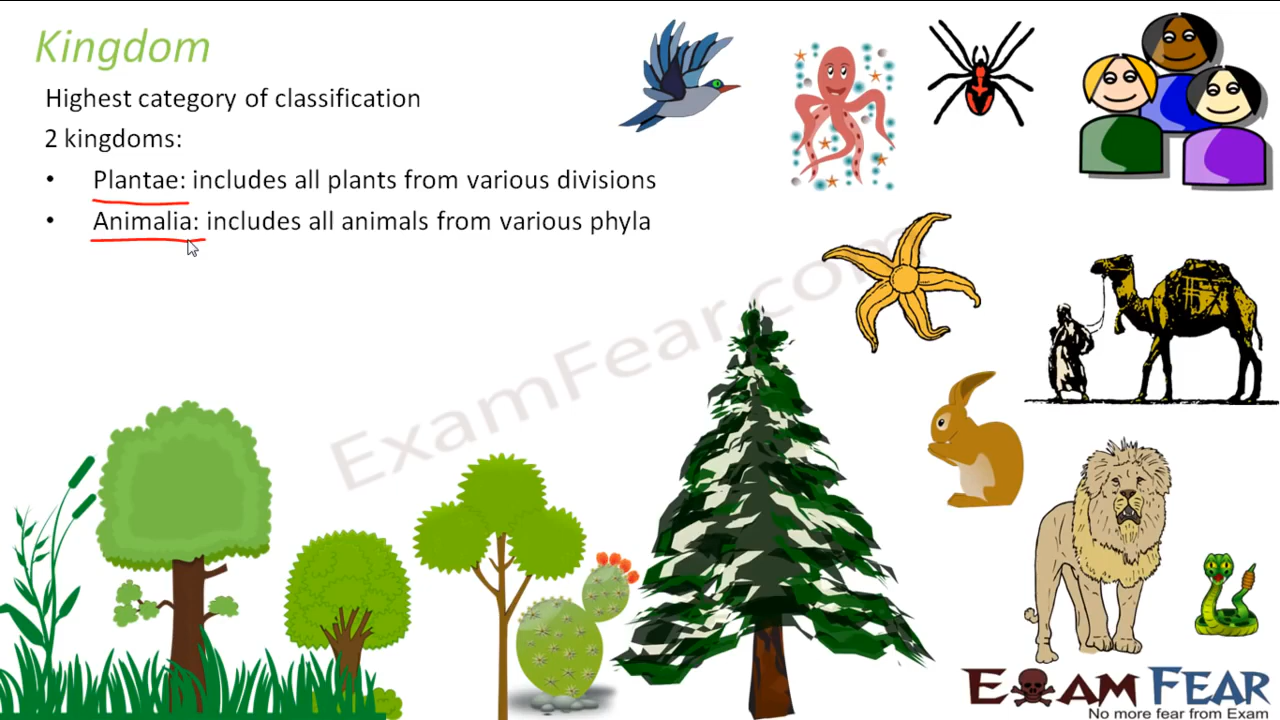 Kingdom
Highest category of classification
2 kingdoms:
• Plantae: includes all plants from various divisions
• Animalia: includes all animals from various phyla
ExamFear.com
EXAM FEAR
No more fear from Exam